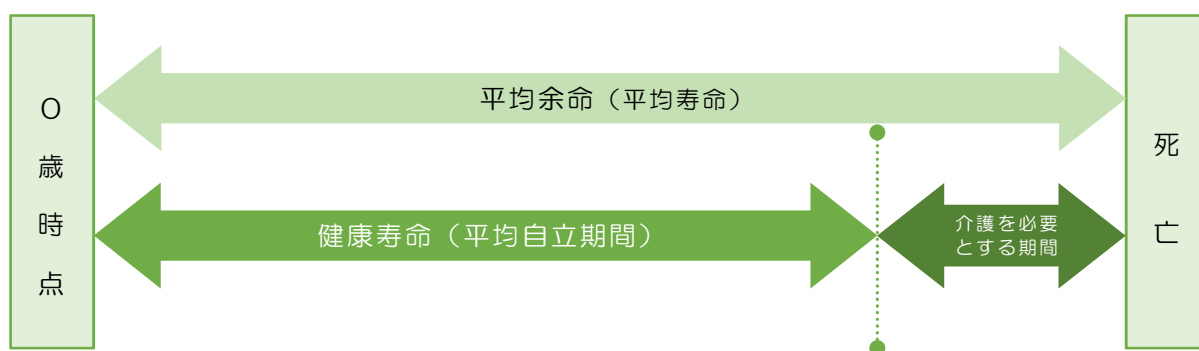 ０歳時点
平均余命（平均寿命）
健康寿命（平均自立期間）
介護を必要
とする期間
死亡